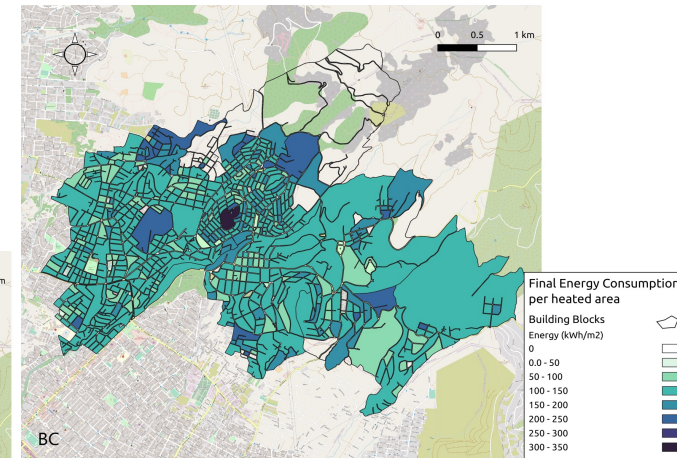 0 0.5 1 km
m
Final Energy Consumption
per heated area
Building Blocks
Energy (kWh/m2)
0
0.0 - 50
50 - 100
100 - 150
150 - 200
200 - 250
250 - 300
300 - 350
BC